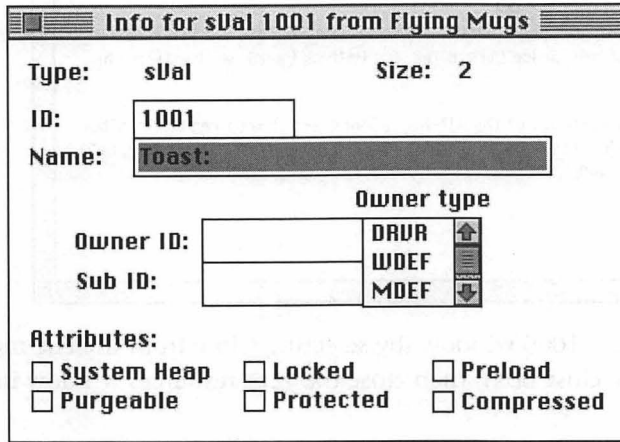 Info for sVal 1001 from Flying Mugs
Type: sVal Size: 2
ID: 1001
Name: Toast:
Owner type
Owner ID:
Sub ID:
DRVR
WDEF
MDEF
Attributes:
System Heap Locked Preload
Purgeable Protected Compressed